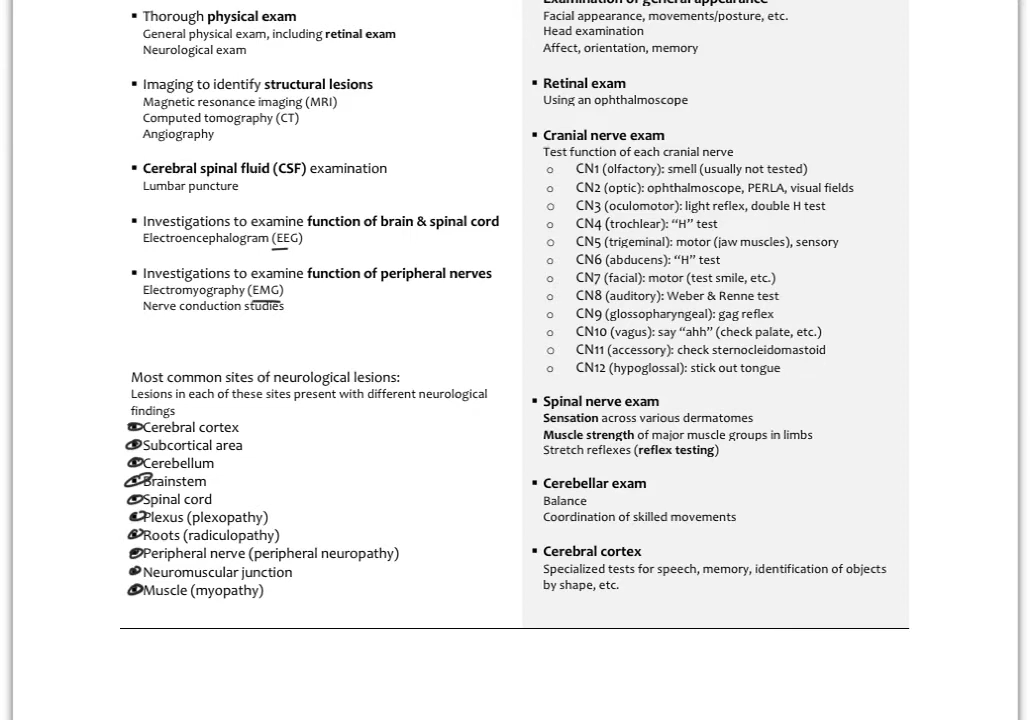 ▪ Thorough physical exam
General physical exam, including retinal exam
Neurological exam
▪ Imaging to identify structural lesions
Magnetic resonance imaging (MRI)
Computed tomography (CT)
Angiography
▪ Cerebral spinal fluid (CSF) examination
Lumbar puncture
▪ Investigations to examine function of brain & spinal cord
Electroencephalogram (EEG)
▪ Investigations to examine function of peripheral nerves
Electromyography (EMG)
Nerve conduction studies
Most common sites of neurological lesions:
Lesions in each of these sites present with different neurological
findings
Cerebral cortex
Subcortical area
Cerebellum
Brainstem
Spinal cord
Plexus (plexopathy)
Roots (radiculopathy)
Peripheral nerve (peripheral neuropathy)
Neuromuscular junction
Muscle (myopathy)
Examination of general appearance
Facial appearance, movements/posture, etc.
Head examination
Affect, orientation, memory
▪ Retinal exam
Using an ophthalmoscope
▪ Cranial nerve exam
Test function of each cranial nerve
o CN1 (olfactory): smell (usually not tested)
o CN2 (optic): ophthalmoscope, PERLA, visual fields
o CN3 (oculomotor): light reflex, double H test
o CN4 (trochlear): “H” test
o CN5 (trigeminal): motor (jaw muscles), sensory
o CN6 (abducens): “H” test
o CN7 (facial): motor (test smile, etc.)
o CN8 (auditory): Weber & Renne test
o CN9 (glossopharyngeal): gag reflex
o CN10 (vagus): say “ahh” (check palate, etc.)
o CN11 (accessory): check sternocleidomastoid
o CN12 (hypoglossal): stick out tongue
▪ Spinal nerve exam
Sensation across various dermatomes
Muscle strength of major muscle groups in limbs
Stretch reflexes (reflex testing)
▪ Cerebellar exam
Balance
Coordination of skilled movements
▪ Cerebral cortex
Specialized tests for speech, memory, identification of objects
by shape, etc.